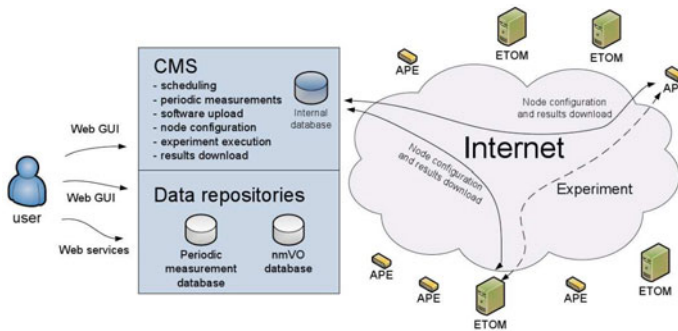 CMS
- scheduling
- periodic measurements
- software upload
- node configuration
- experiment execution
- results download
Internal
database
Web GUI
user
Web GUI
Web services
Data repositories
Periodic
measurement
database
nmVO
database
APE
ETOM
ETOM
APE
Node configuration
and results download
Internet
Node configuration
and results download
Experiment
APE
APE
ETOM
APE
ETOM